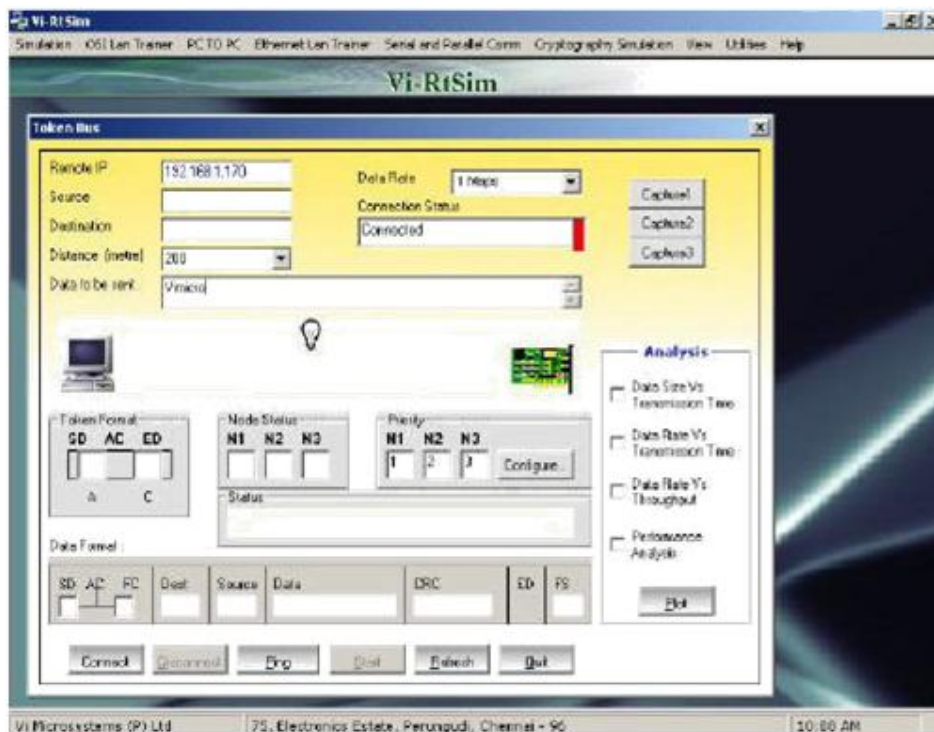 Vi-RtSim
Simulation OSI Lan Trainer PC TO PC Ethernet Lan Trainer Serial and Parallel Comm Cryptography Simulation View Utilities Help
Vi-RtSim
Token Bus
Remote IP 192.168.1.170
Source
Destination
Distance (metre) 200
Data to be sent Vimicro
Data Rate 1 Mbps
Connection Status
Connected
Capture1
Capture2
Capture3
Analysis
Data Size Vs
Transmission Time
Data Rate Vs
Transmission Time
Data Rate Vs
Throughput
Performance
Analysis
Plot
Token Format
SD AC ED
A C
Node Status
N1 N2 N3
Priority
N1 N2 N3
1 2 3 Configure...
Status
Data Format :
SD AC FC Dest Source Data CRC ED FS
Connect Disconnect Ping Start Refresh Quit
Vi Microsystems (P) Ltd 75, Electronics Estate, Perungudi, Chennai - 96